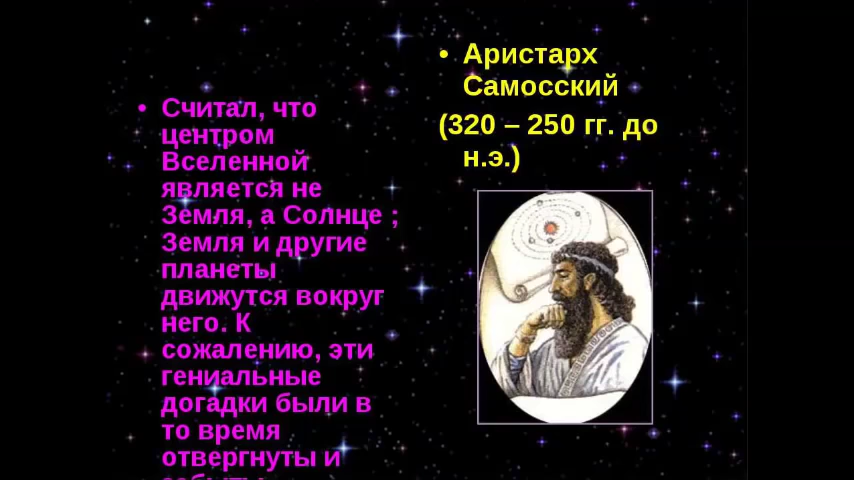 • Считал, что
центром
Вселенной
является не
Земля, а Солнце ;
Земля и другие
планеты
движутся вокруг
него. К
сожалению, эти
гениальные
догадки были в
то время
отвергнуты и
• Аристарх
Самосский
(320 – 250 гг. до
н.э.)